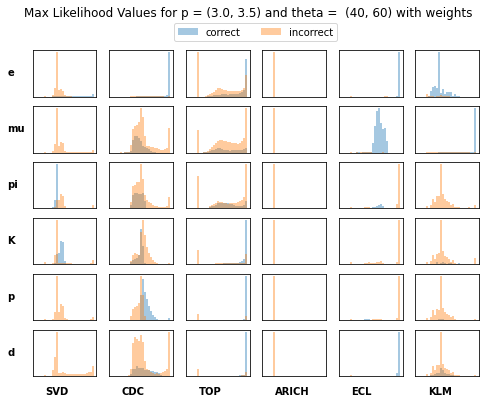 Max Likelihood Values for p = (3.0, 3.5) and theta =  (40, 60) with weights
correct incorrect
e
mu
pi
K
p
d
SVD CDC TOP ARICH ECL KLM